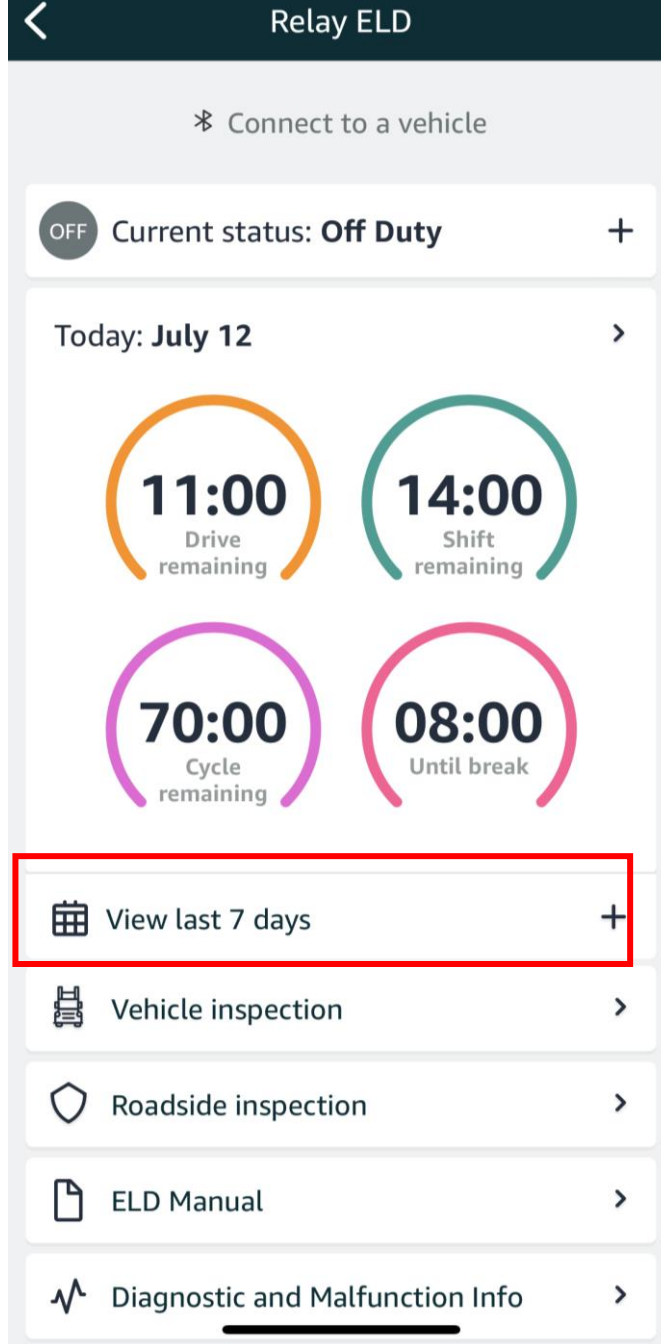 Relay ELD
Connect to a vehicle
OFF Current status: Off Duty
Today: July 12
11:00 14:00
Drive Shift
remaining remaining
70:00 08:00
Cycle Until break
remaining
View last 7 days
Vehicle inspection
Roadside inspection
ELD Manual
Diagnostic and Malfunction Info